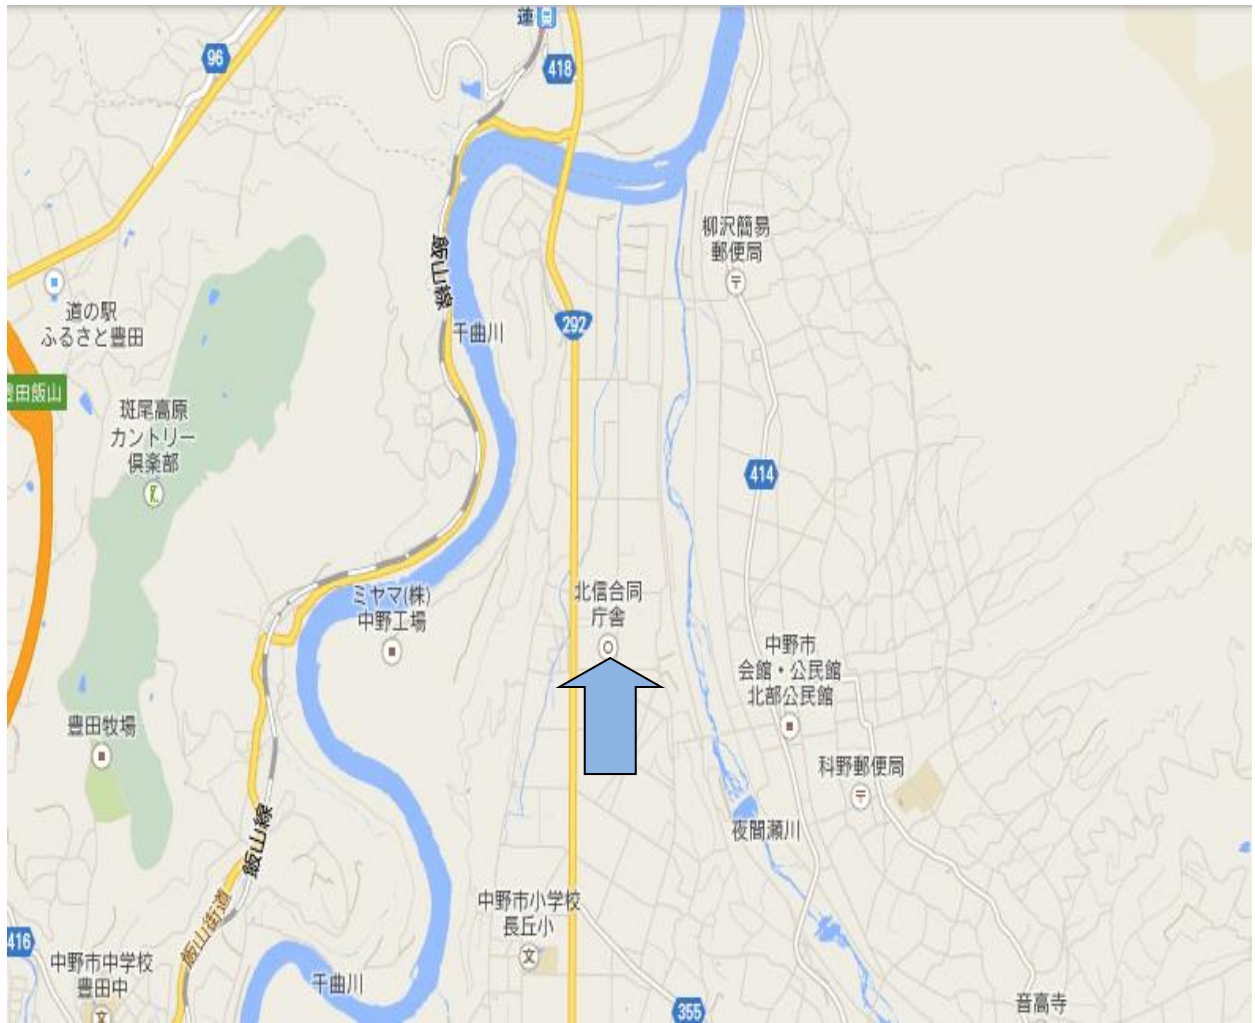 蓮
96
418
柳沢簡易
郵便局
飯山線
道の駅
ふるさと豊田
千曲川
292
豊田飯山
斑尾高原
カントリー
倶楽部
414
北信合同
庁舎
ミヤマ(株)
中野工場
中野市
会館・公民館
北部公民館
豊田牧場
科野郵便局
夜間瀬川
飯山線
中野市小学校
長丘小
文
飯山街道
416
中野市中学校
豊田中
文
千曲川
355
音高寺